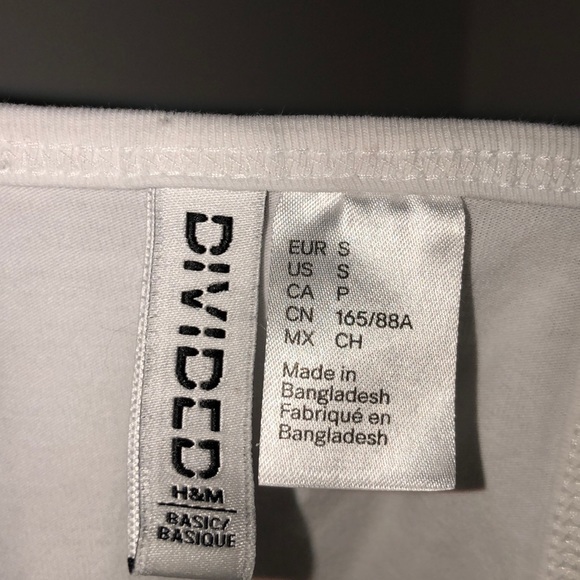 DIVIDED
H&M
BASIC/
BASIQUE
EUR S
US S
CA P
CN 165/88A
MX CH
Made in
Bangladesh
Fabriqué en
Bangladesh